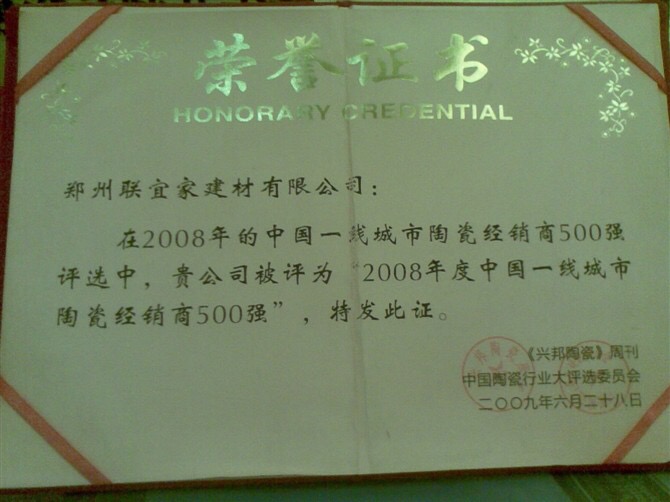 荣誉证书
HONORARY CREDENTIAL
郑州联宜家建材有限公司：
在2008年的中国一线城市陶瓷经销商500强
评选中，贵公司被评为“2008年度中国一线城市
陶瓷经销商500强”，特发此证。
《兴邦陶瓷》周刊
中国陶瓷行业大评选委员会
二〇〇九年六月二十八日